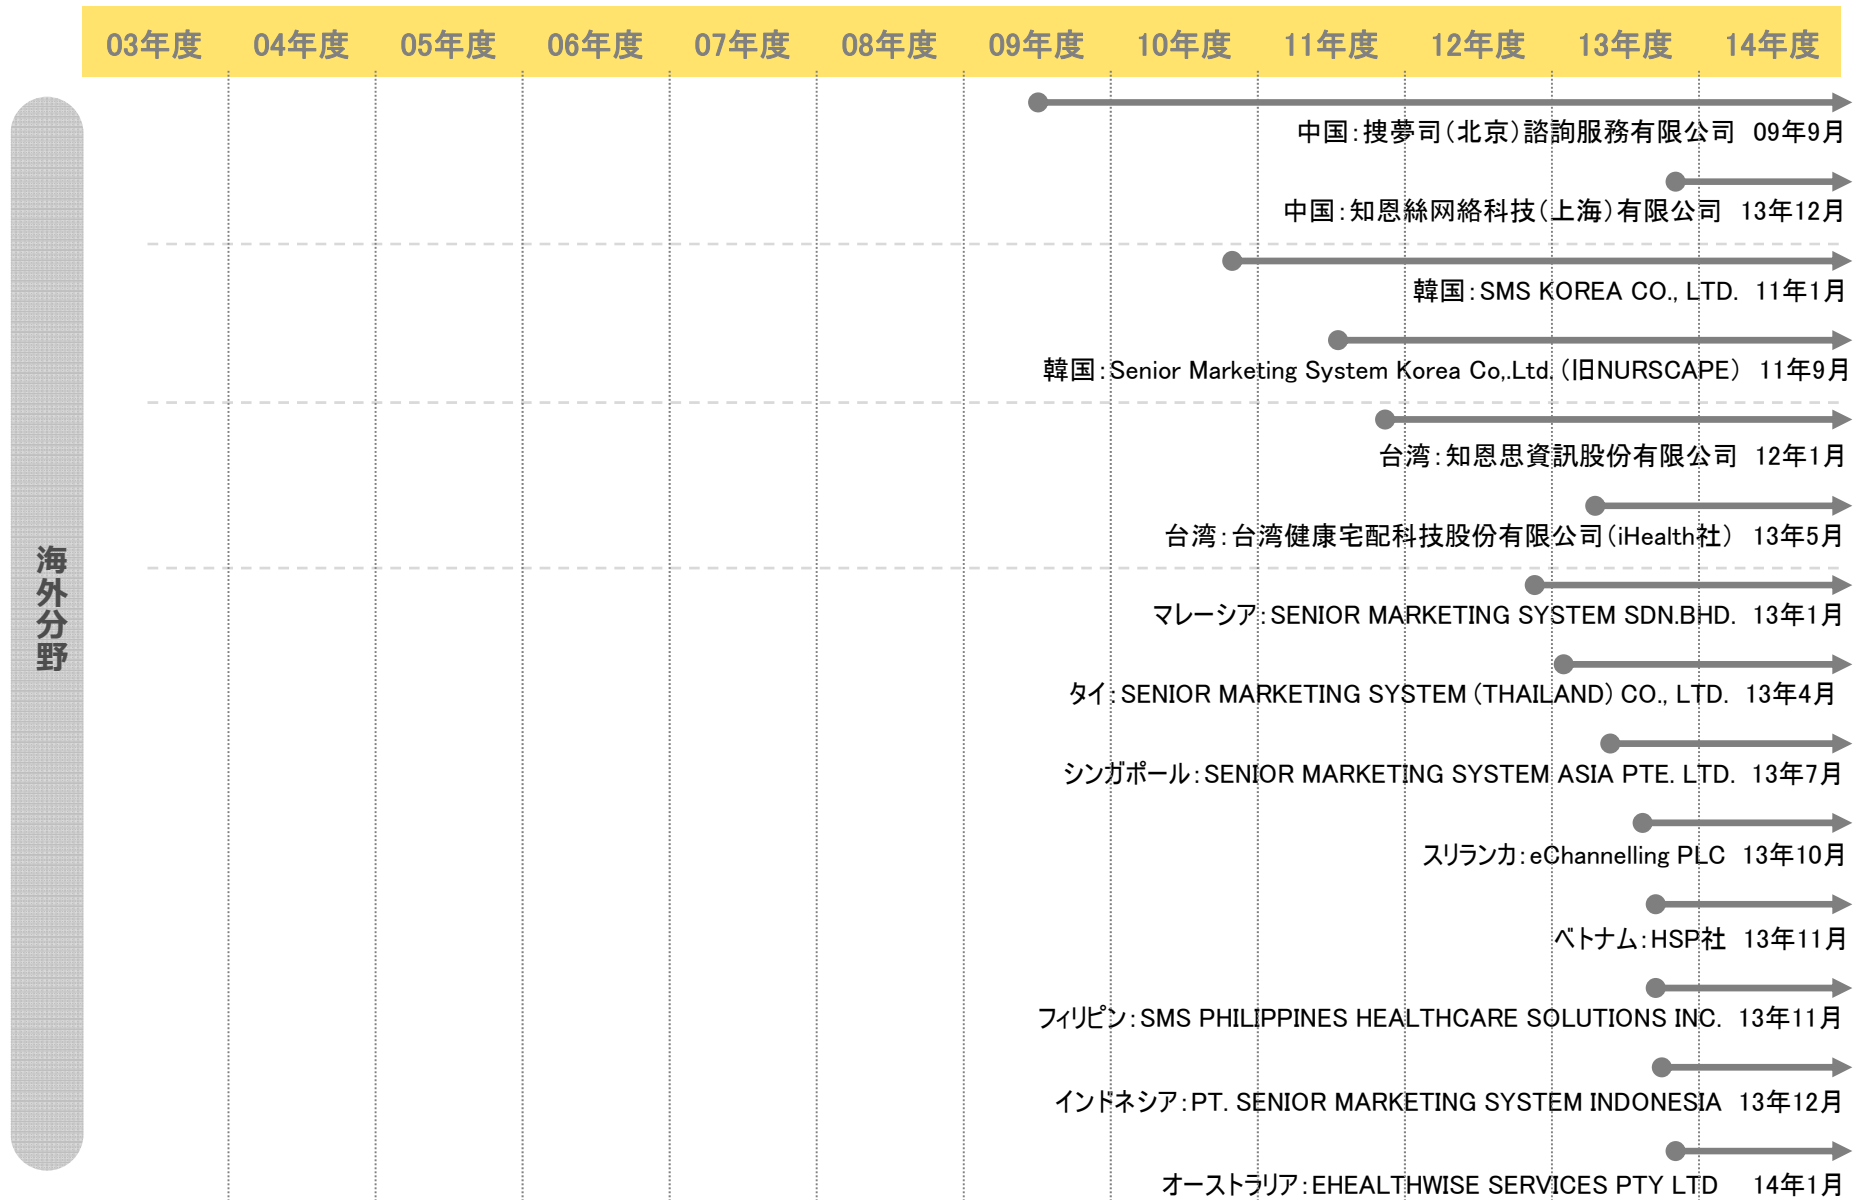 03年度 04年度 05年度 06年度 07年度 08年度 09年度 10年度 11年度 12年度 13年度 14年度
海外分野
中国：捜夢司（北京）諮詢服務有限公司 09年9月
中国：知恩絲网絡科技（上海）有限公司 13年12月
韓国：SMS KOREA CO., LTD. 11年1月
韓国：Senior Marketing System Korea Co,.Ltd.（旧NURSCAPE） 11年9月
台湾：知恩思資訊股份有限公司 12年1月
台湾：台湾健康宅配科技股份有限公司（iHealth社） 13年5月
マレーシア：SENIOR MARKETING SYSTEM SDN.BHD. 13年1月
タイ：SENIOR MARKETING SYSTEM （THAILAND） CO., LTD. 13年4月
シンガポール：SENIOR MARKETING SYSTEM ASIA PTE. LTD. 13年7月
スリランカ：eChannelling PLC 13年10月
ベトナム：HSP社 13年11月
フィリピン：SMS PHILIPPINES HEALTHCARE SOLUTIONS INC. 13年11月
インドネシア：PT. SENIOR MARKETING SYSTEM INDONESIA 13年12月
オーストラリア：EHEALTHWISE SERVICES PTY LTD 14年1月